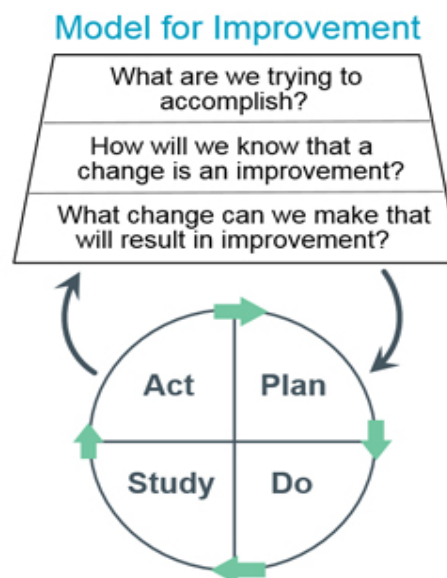 Model for Improvement
What are we trying to
accomplish?
How will we know that a
change is an improvement?
What change can we make that
will result in improvement?
Act
Plan
Study
Do